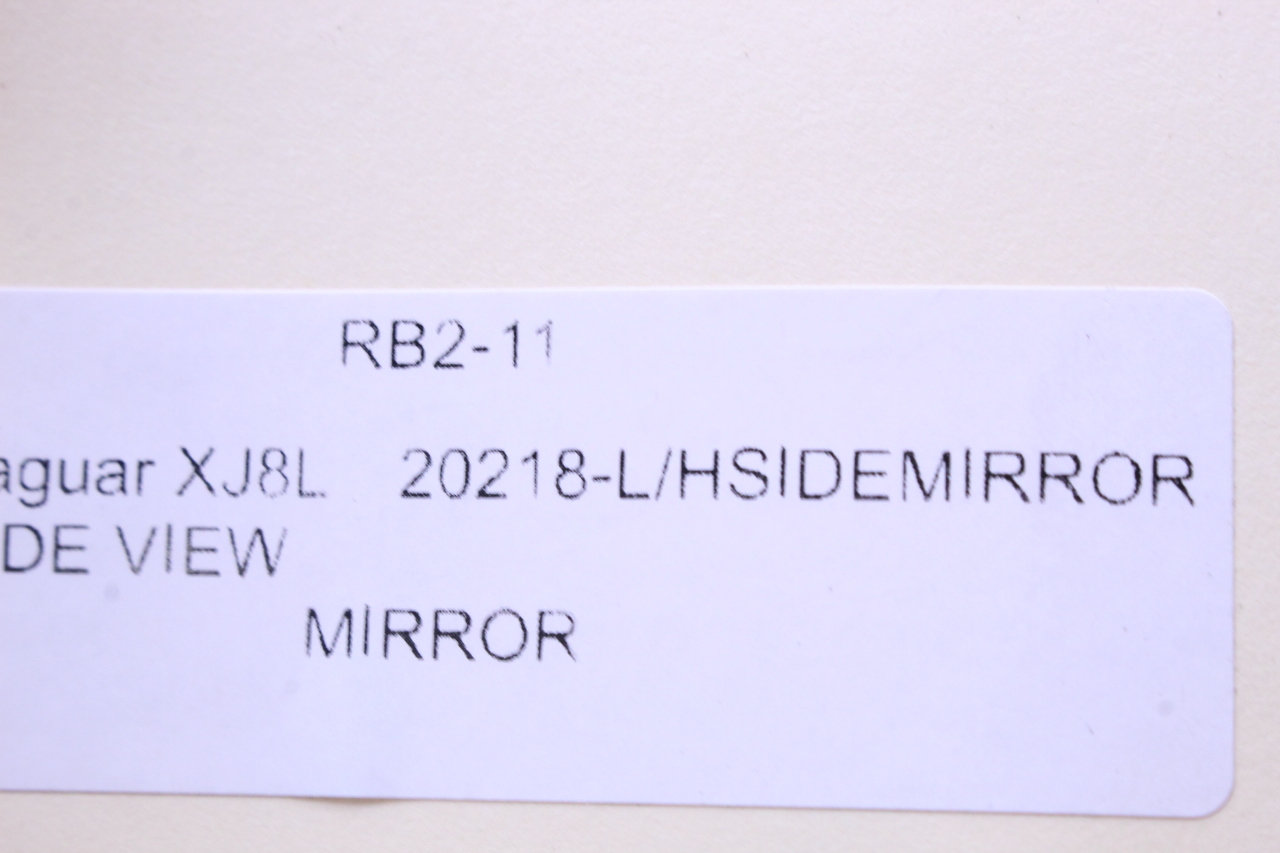 RB2-11
aguar XJ8L 20218-L/HSIDEMIRROR
DE VIEW
MIRROR